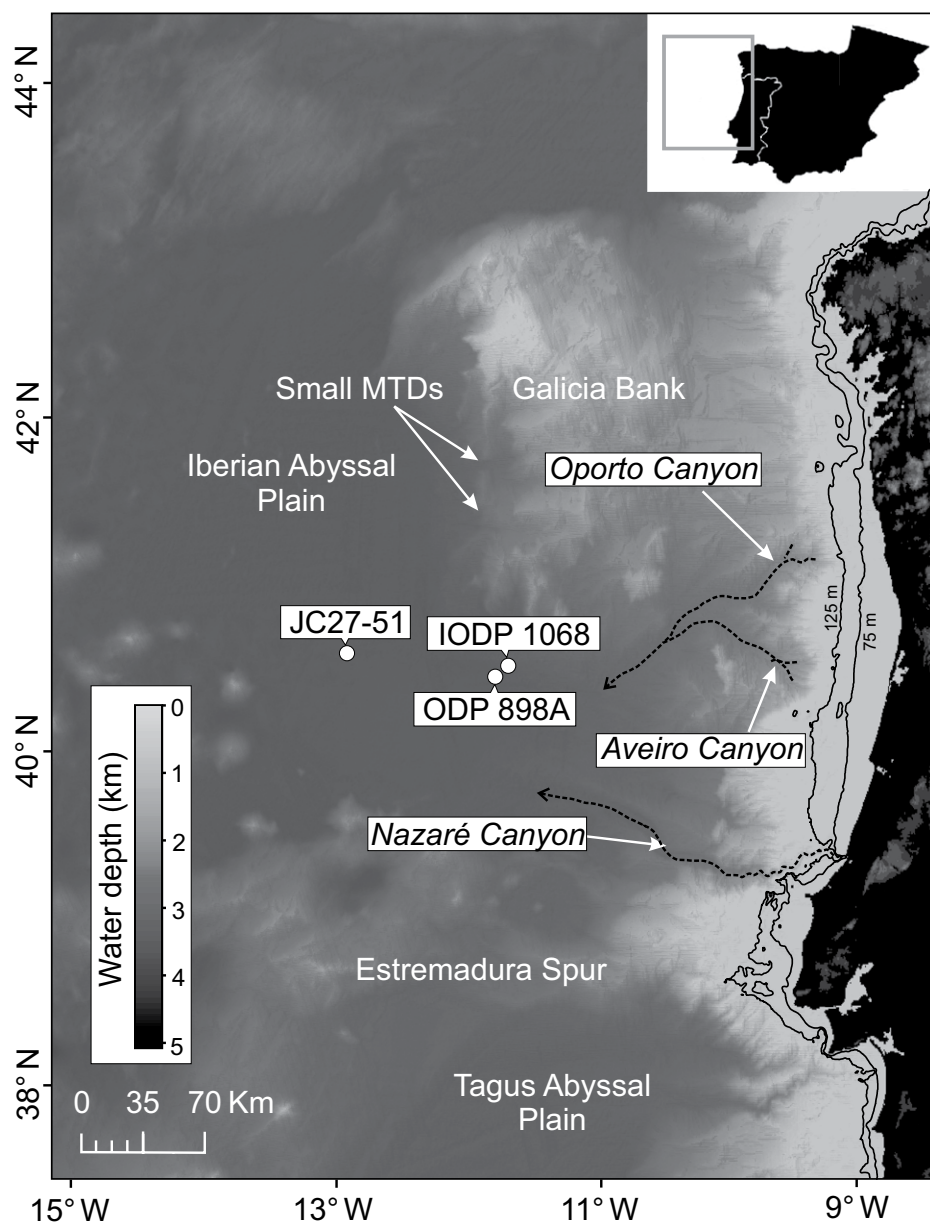 44° N
42° N
40° N
38° N
Small MTDs
Galicia Bank
Iberian Abyssal
Plain
Oporto Canyon
125 m
75 m
JC27-51
IODP 1068
ODP 898A
Aveiro Canyon
Nazaré Canyon
Estremadura Spur
Tagus Abyssal
Plain
Water depth (km)
0
1
2
3
4
5
0 35 70 Km
15° W
13° W
11° W
9° W